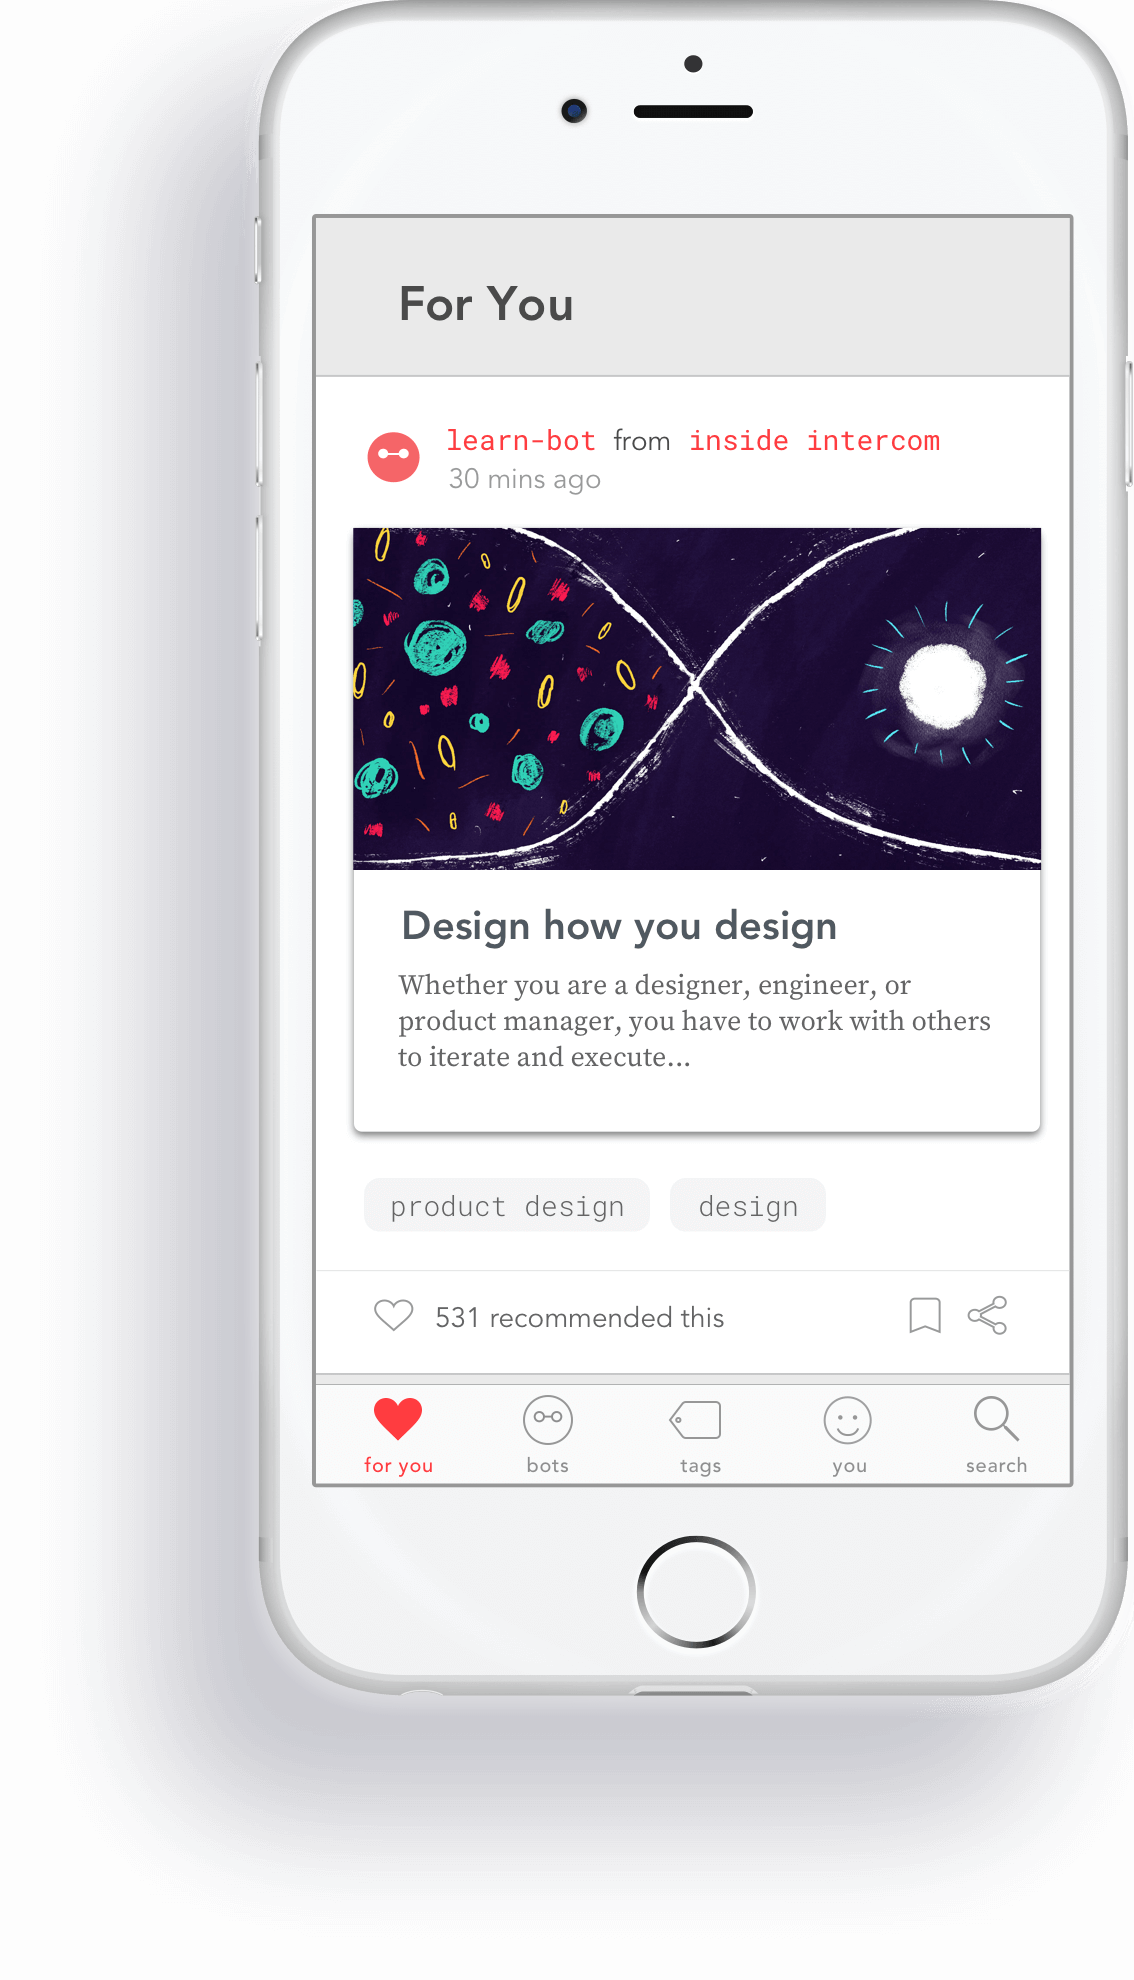 For You
learn-bot from inside intercom
30 mins ago
Design how you design
Whether you are a designer, engineer, or
product manager, you have to work with others
to iterate and execute...
product design design
531 recommended this
for you bots tags you search